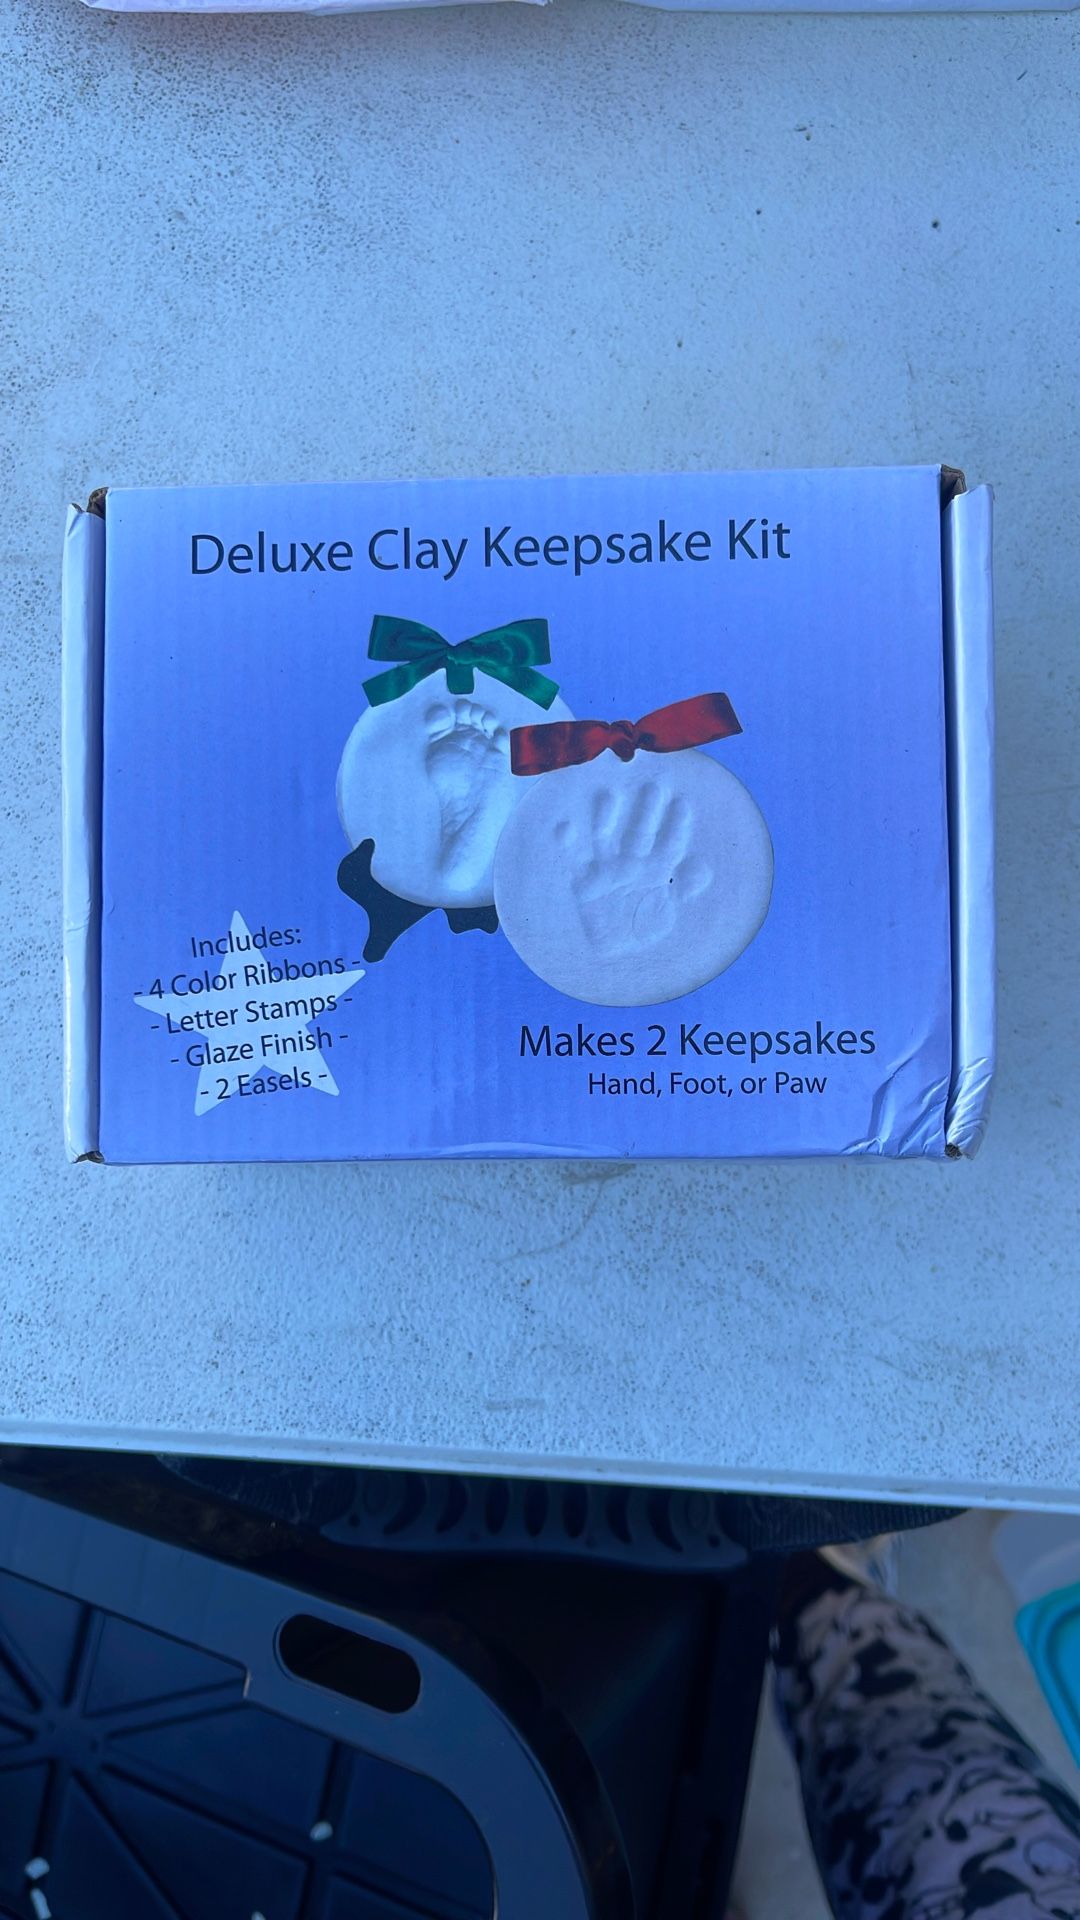 Deluxe Clay Keepsake Kit
Includes:
- 4 Color Ribbons -
- Letter Stamps -
- Glaze Finish -
- 2 Easels -
Makes 2 Keepsakes
Hand, Foot, or Paw